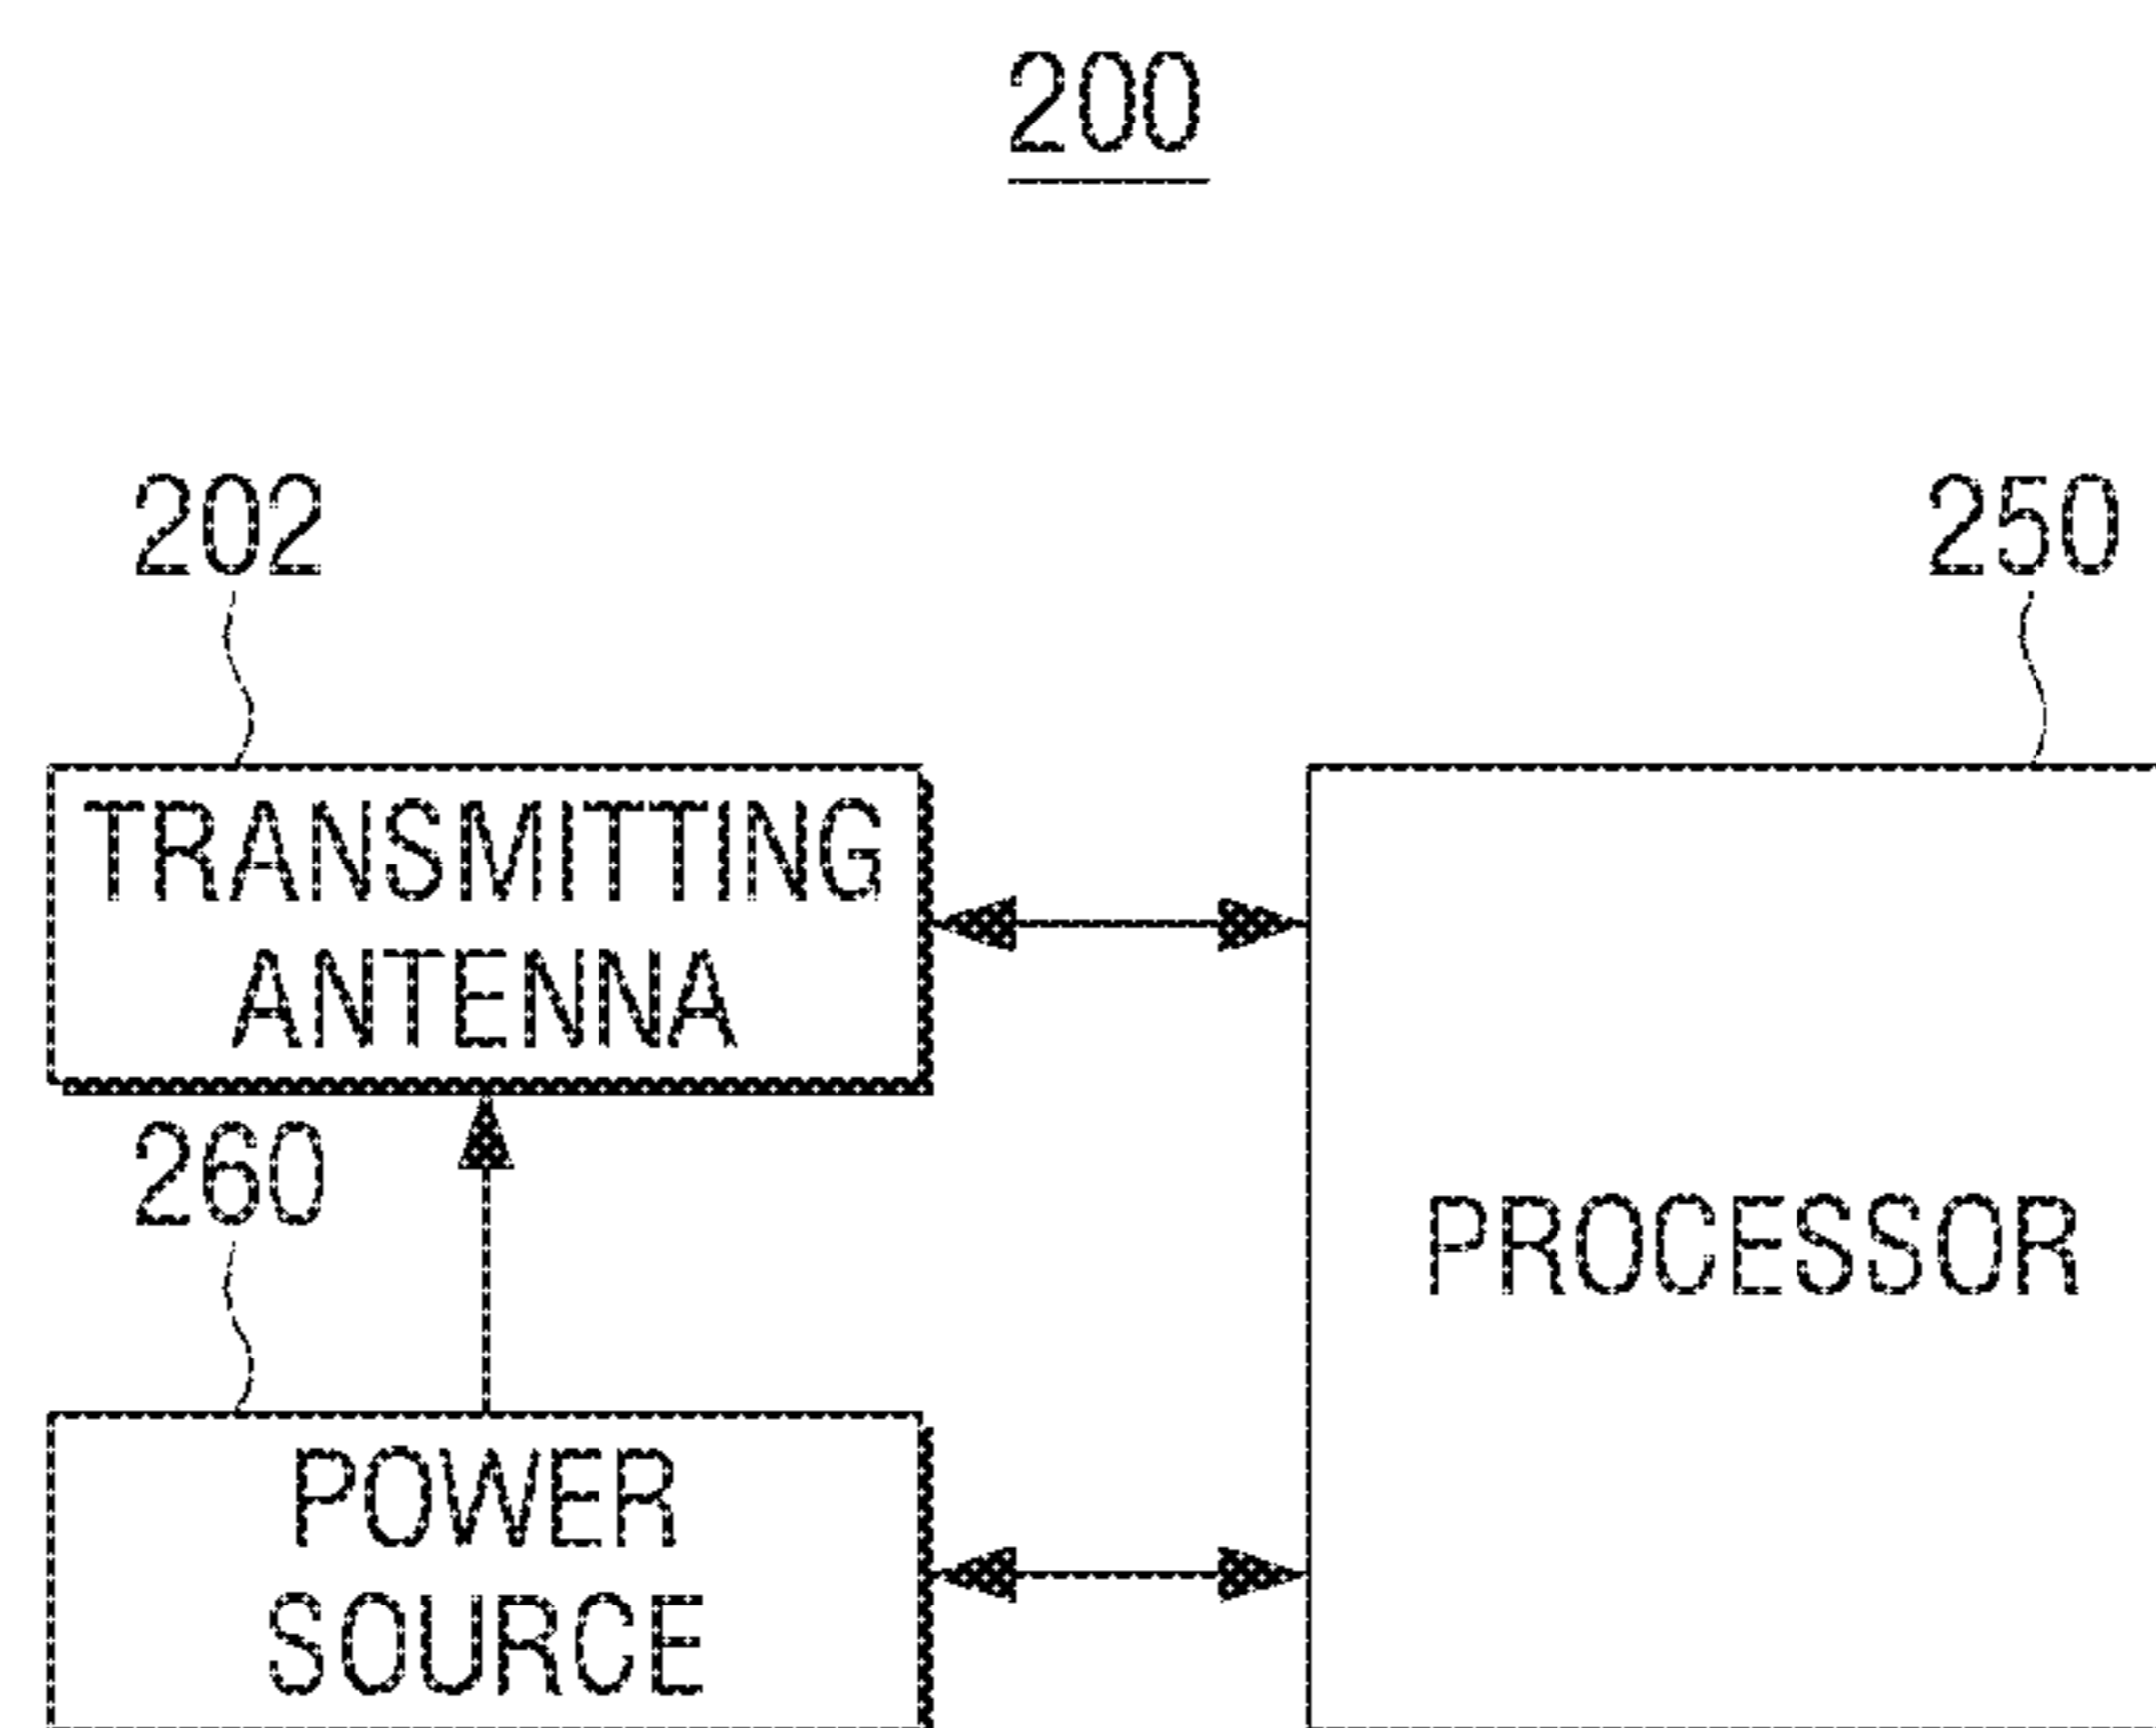 200
202
250
TRANSMITTING
ANTENNA
260
PROCESSOR
POWER
SOURCE